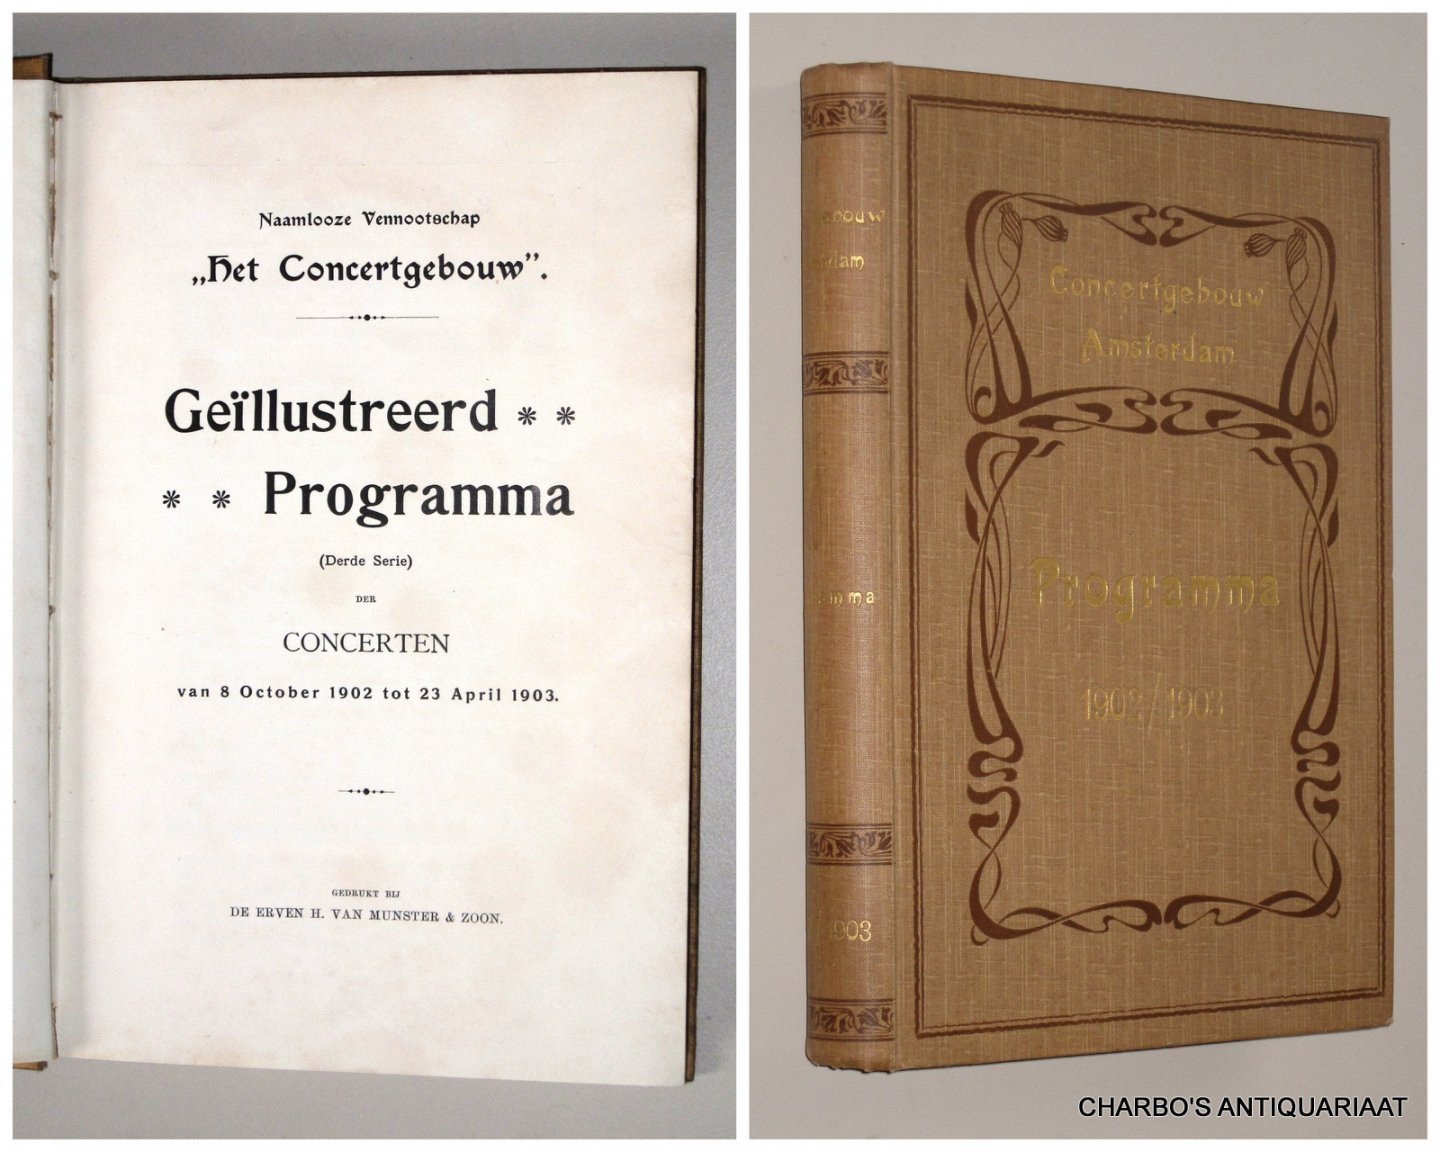 Naamlooze Vennootschap
„Het Concertgebouw”.
Geïllustreerd * *
* * Programma
(Derde Serie)
DER
CONCERTEN
van 8 October 1902 tot 23 April 1903.
GEDRUKT BIJ
DE ERVEN H. VAN MUNSTER & ZOON.
Concertgebouw
Amsterdam
Programma
1902/1903
1903
CHARBO'S ANTIQUARIAAT